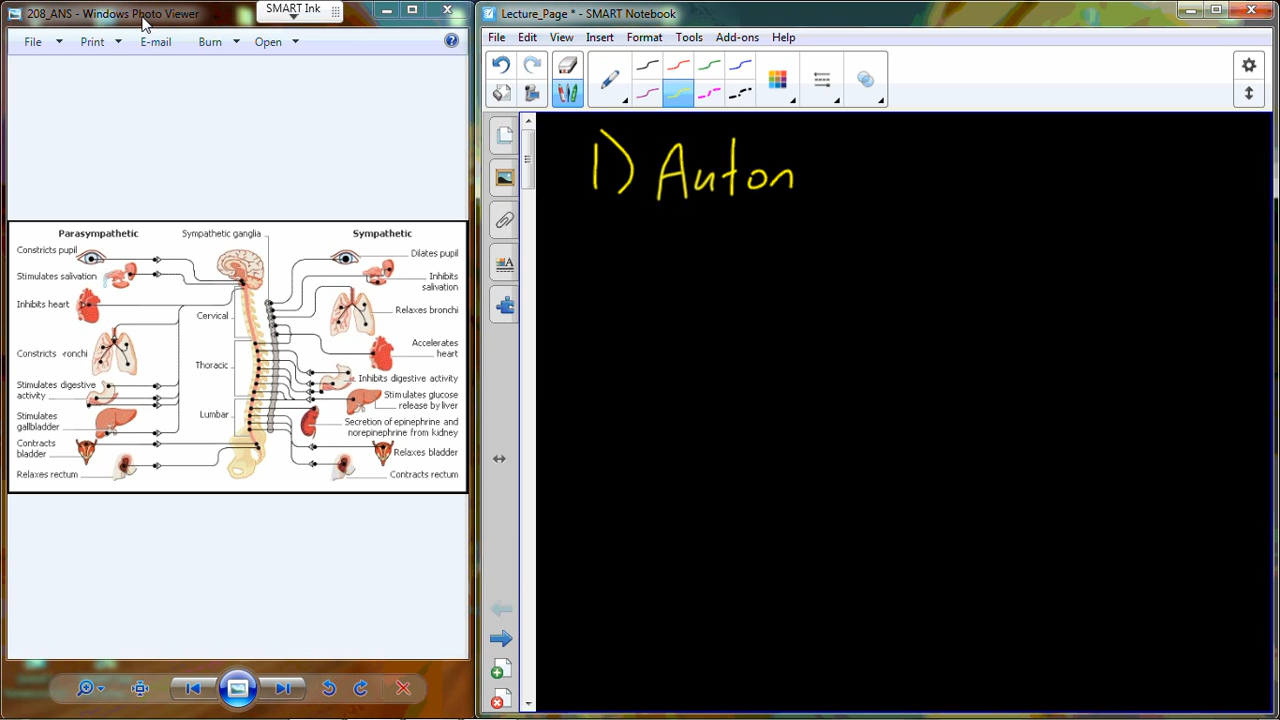 208_ANS - Windows Photo Viewer
SMART Ink
File Print E-mail Burn Open
Parasympathetic
Sympathetic ganglia
Sympathetic
Constricts pupil
Stimulates salivation
Inhibits heart
Constricts ronchi
Stimulates digestive
activity
Stimulates
gallbladder
Contracts
bladder
Relaxes rectum
Cervical
Thoracic
Lumbar
Dilates pupil
Inhibits
salivation
Relaxes bronchi
Accelerates
heart
Inhibits digestive activity
Stimulates glucose
release by liver
Secretion of epinephrine and
norepinephrine from kidney
Relaxes bladder
Contracts rectum
Lecture_Page * - SMART Notebook
File Edit View Insert Format Tools Add-ons Help
1) Auton